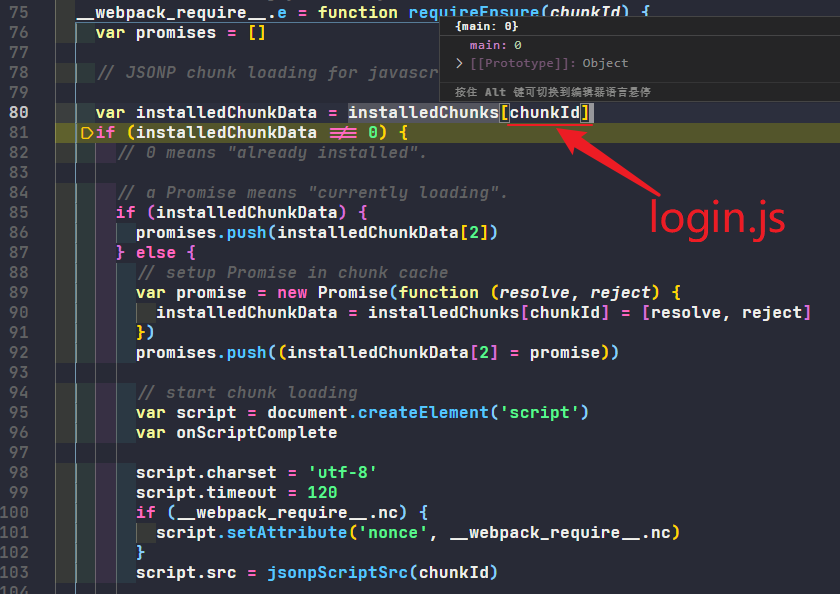 75 __webpack_require__.e = function requireEnsure(chunkId) {
76 var promises = []
77
78 // JSONP chunk loading for javascr
79
80 var installedChunkData = installedChunks[chunkId]
81 if (installedChunkData !== 0) {
82 // 0 means "already installed".
83
84 // a Promise means "currently loading".
85 if (installedChunkData) {
86 promises.push(installedChunkData[2])
87 } else {
88 // setup Promise in chunk cache
89 var promise = new Promise(function (resolve, reject) {
90 installedChunkData = installedChunks[chunkId] = [resolve, reject]
91 })
92 promises.push((installedChunkData[2] = promise))
93
94 // start chunk loading
95 var script = document.createElement('script')
96 var onScriptComplete
97
98 script.charset = 'utf-8'
99 script.timeout = 120
100 if (__webpack_require__.nc) {
101 script.setAttribute('nonce', __webpack_require__.nc)
102 }
103 script.src = jsonpScriptSrc(chunkId)
104
{main: 0}
main: 0
[[Prototype]]: Object
按住 Alt 键可切换到编辑器语言悬停
login.js